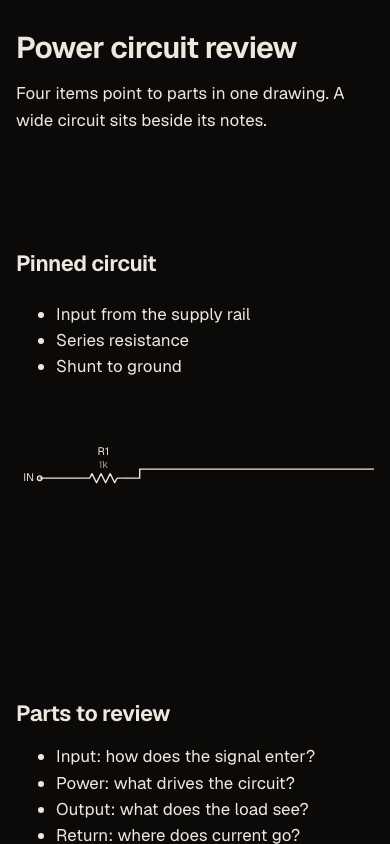 Power circuit review
Four items point to parts in one drawing. A
wide circuit sits beside its notes.
Pinned circuit
Input from the supply rail
Series resistance
Shunt to ground
R1
1k
IN
Parts to review
Input: how does the signal enter?
Power: what drives the circuit?
Output: what does the load see?
Return: where does current go?